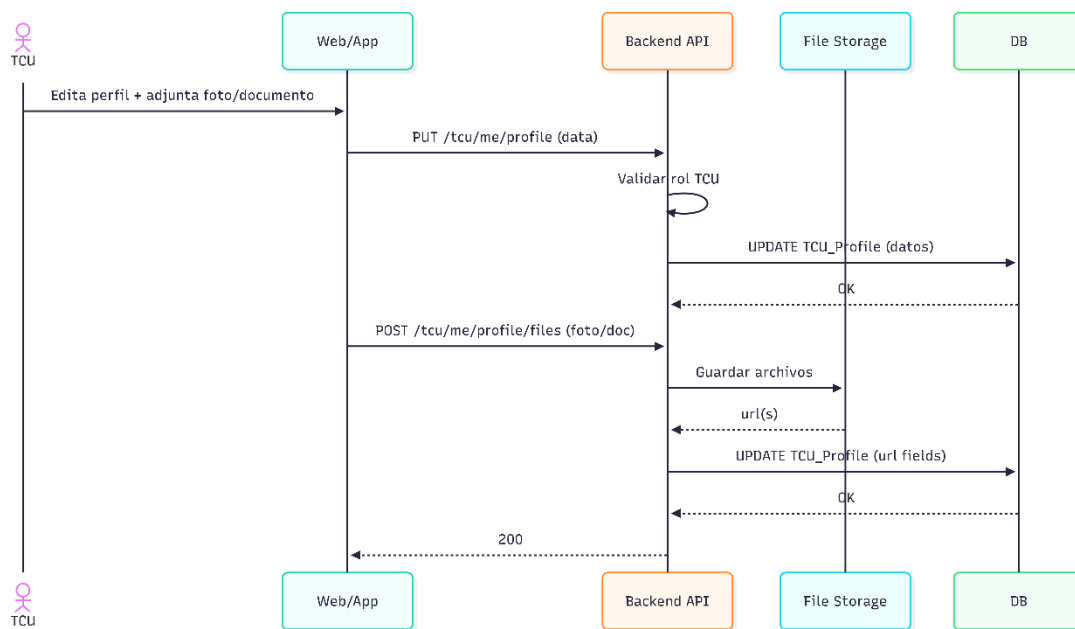 Web/App
Backend API
File Storage
DB
TCU
Edita perfil + adjunta foto/documento
PUT /tcu/me/profile (data)
Validar rol TCU
UPDATE TCU_Profile (datos)
OK
POST /tcu/me/profile/files (foto/doc)
Guardar archivos
url(s)
UPDATE TCU_Profile (url fields)
OK
200
Web/App
Backend API
File Storage
DB
TCU